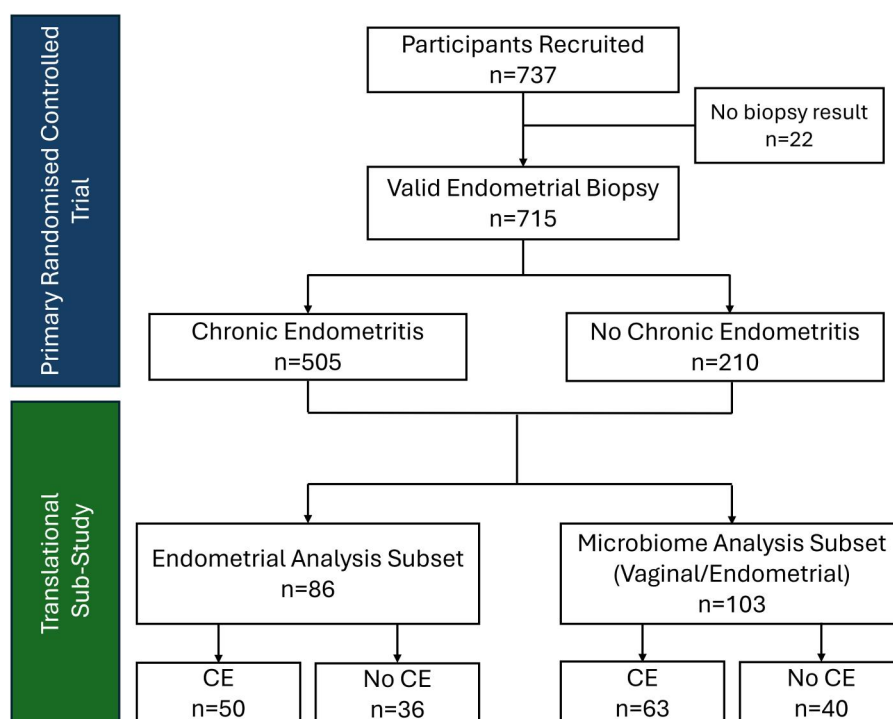 Primary Randomised Controlled
Trial
Participants Recruited
n=737
No biopsy result
n=22
Valid Endometrial Biopsy
n=715
Chronic Endometritis
n=505
No Chronic Endometritis
n=210
Translational
Sub-Study
Endometrial Analysis Subset
n=86
Microbiome Analysis Subset
(Vaginal/Endometrial)
n=103
CE
n=50
No CE
n=36
CE
n=63
No CE
n=40